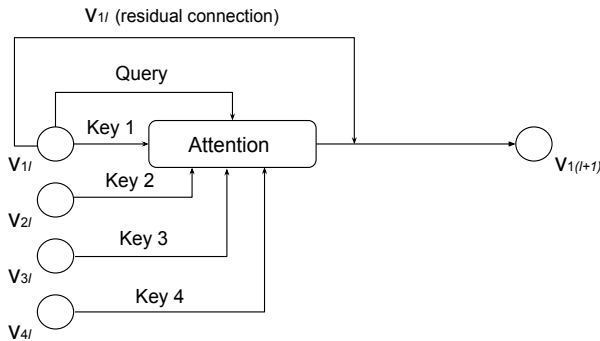 V1l (residual connection)
Query
Key 1
Attention
V1l
V1(l+1)
Key 2
V2l
Key 3
V3l
Key 4
V4l